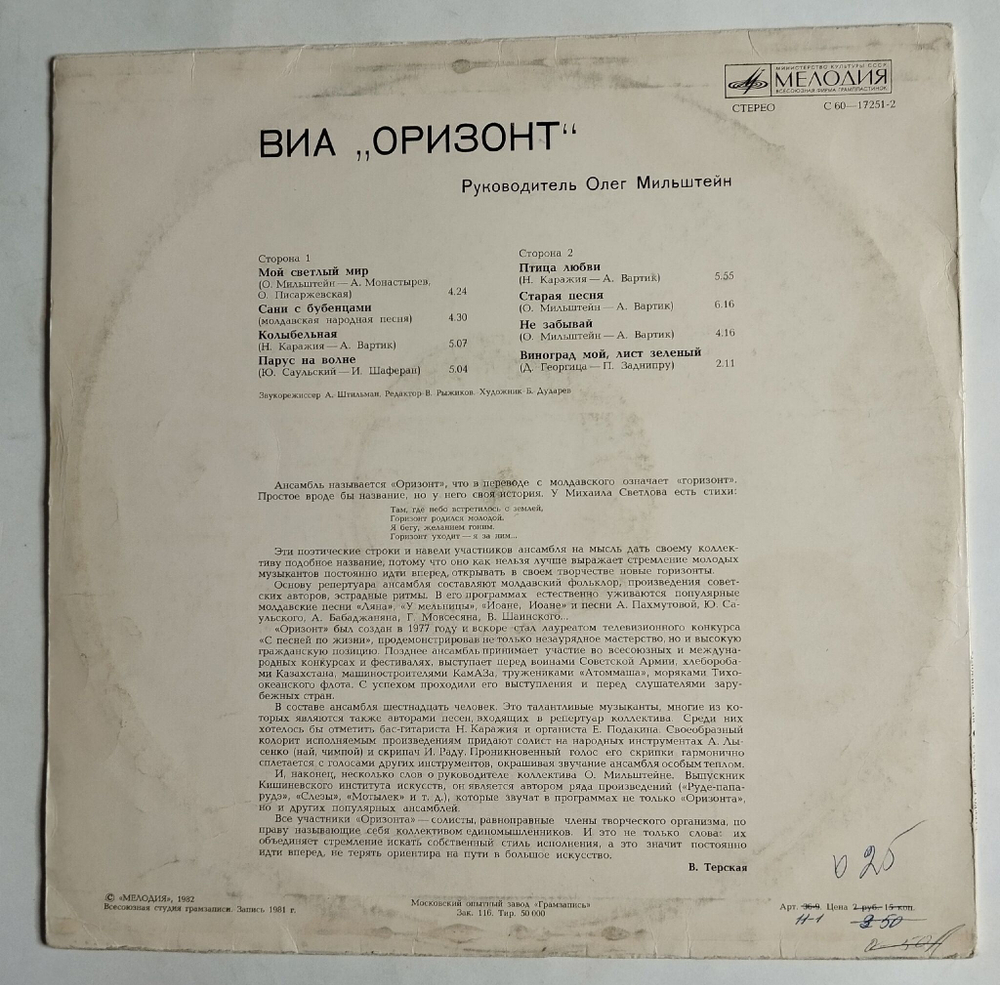 МИНИСТЕРСТВО КУЛЬТУРЫ СССР
МЕЛОДИЯ
ВСЕСОЮЗНАЯ ФИРМА ГРАМПЛАСТИНОК
СТЕРЕО С 60—17251-2
ВИА „ОРИЗОНТ“
Руководитель Олег Мильштейн
Сторона 1
Мой светлый мир
(О. Мильштейн — А. Монастырев,
О. Писаржевская) 4.24
Сани с бубенцами
(молдавская народная песня) 4.30
Колыбельная
(Н. Каражия — А. Вартик) 5.07
Парус на волне
(Ю. Саульский — И. Шаферан) 5.04
Сторона 2
Птица любви
(Н. Каражия — А. Вартик) 5.55
Старая песня
(О. Мильштейн — А. Вартик) 6.16
Не забывай
(О. Мильштейн — А. Вартик) 4.16
Виноград мой, лист зеленый
(Д. Георгица — П. Заднипру) 2.11
Звукорежиссер А. Штильман. Редактор В. Рыжиков. Художник Б. Дударев
Ансамбль называется «Оризонт», что в переводе с молдавского означает «горизонт».
Простое вроде бы название, но у него своя история. У Михаила Светлова есть стихи:
Там, где небо встретилось с землей,
Горизонт родился молодой.
Я бегу, желанием гоним.
Горизонт уходит — я за ним...
Эти поэтические строки и навели участников ансамбля на мысль дать своему коллек-
тиву подобное название, потому что оно как нельзя лучше выражает стремление молодых
музыкантов постоянно идти вперед, открывать в своем творчестве новые горизонты.
Основу репертуара ансамбля составляют молдавский фольклор, произведения совет-
ских авторов, эстрадные ритмы. В его программах естественно уживаются популярные
молдавские песни «Ляна», «У мельницы», «Иоане, Иоане» и песни А. Пахмутовой, Ю. Са-
ульского, А. Бабаджаняна, Г. Мовсесяна, В. Шаинского...
«Оризонт» был создан в 1977 году и вскоре стал лауреатом телевизионного конкурса
«С песней по жизни», продемонстрировав не только незаурядное мастерство, но и высокую
гражданскую позицию. Позднее ансамбль принимает участие во всесоюзных и междуна-
родных конкурсах и фестивалях, выступает перед воинами Советской Армии, хлебороба-
ми Казахстана, машиностроителями КамАЗа, тружениками «Атоммаша», моряками Тихо-
океанского флота. С успехом проходили его выступления и перед слушателями зару-
бежных стран.
В составе ансамбля шестнадцать человек. Это талантливые музыканты, многие из ко-
торых являются также авторами песен, входящих в репертуар коллектива. Среди них
хотелось бы отметить бас-гитариста Н. Каражия и органиста Е. Подакина. Своеобразный
колорит исполняемым произведениям придают солист на народных инструментах А. Лы-
сенко (най, чимпой) и скрипач И. Раду. Проникновенный голос его скрипки гармонично
сплетается с голосами других инструментов, окрашивая звучание ансамбля особым теплом.
И, наконец, несколько слов о руководителе коллектива О. Мильштейне. Выпускник
Кишиневского института искусств, он является автором ряда произведений («Руде-папа-
рудэ», «Слезы», «Мотылек» и т. д.), которые звучат в программах не только «Оризонта»,
но и других популярных ансамблей.
Все участники «Оризонта» — солисты, равноправные члены творческого организма, по
праву называющие себя коллективом единомышленников. И это не только слова: их
объединяет стремление искать собственный стиль исполнения, а это значит постоянно
идти вперед, не терять ориентира на пути в большое искусство.
В. Терская
25
© «МЕЛОДИЯ», 1982
Всесоюзная студия грамзаписи. Запись 1981 г.
Московский опытный завод «Грамзапись»
Зак. 116. Тир. 50 000
Арт. 36-9. Цена 2 руб. 15 коп.
11-1 2 50